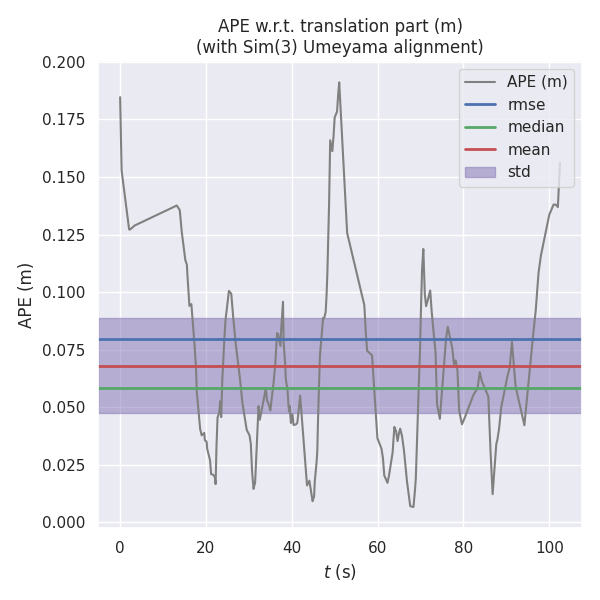 APE w.r.t. translation part (m)
(with Sim(3) Umeyama alignment)
APE (m)
rmse
median
mean
std
0.200
0.175
0.150
0.125
0.100
0.075
0.050
0.025
0.000
APE (m)
0 20 40 60 80 100
t (s)